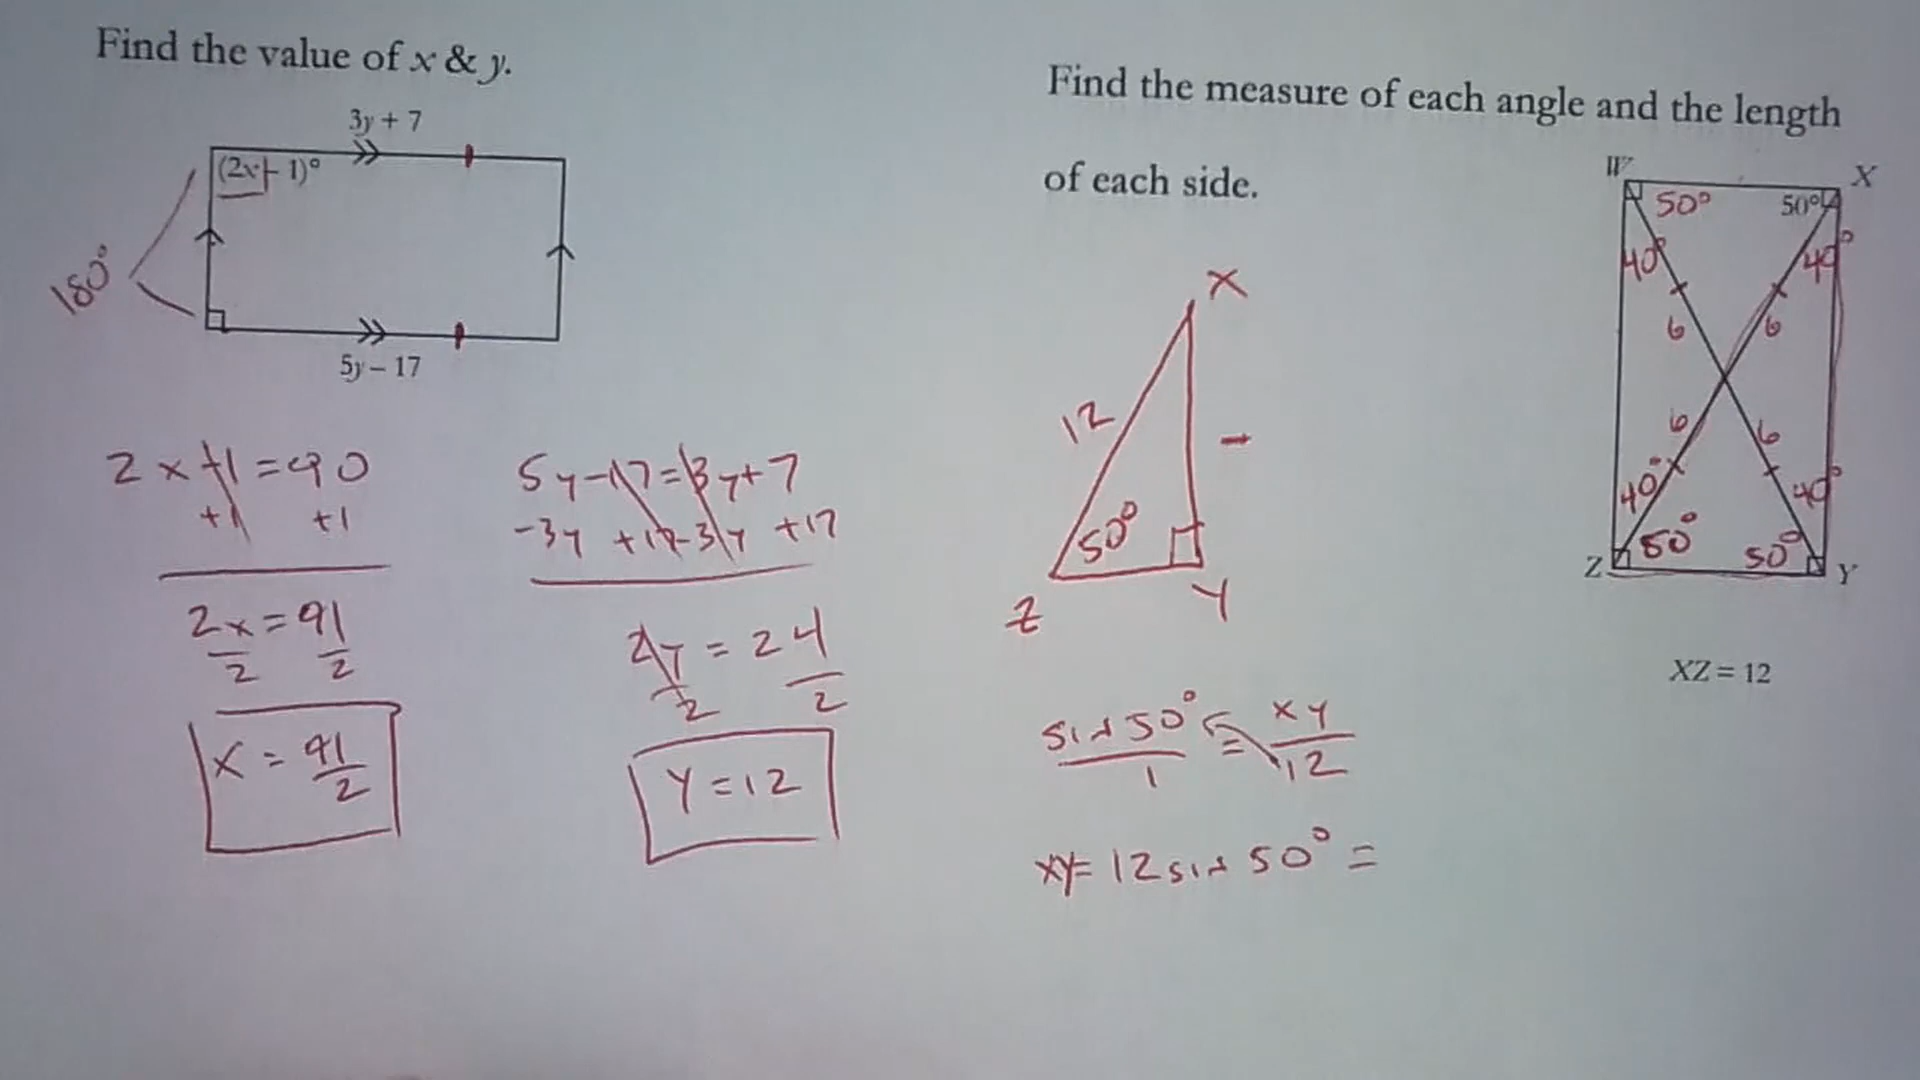 Find the value of x & y.
3y + 7
(2x - 1)°
180°
5y – 17
2x - 1 = 90
+1 +1
2x = 91
2 2
x = 91
2
5y - 17 = 3y + 7
-3y +17 -3y +17
2y = 24
2 2
y = 12
Find the measure of each angle and the length
of each side.
X
12
50°
Z
Y
sin 50° = XY
1 12
XY = 12 sin 50° =
W X
50° 50°
40° 40°
6 6
6 6
40° 40°
Z 50° 50° Y
XZ = 12